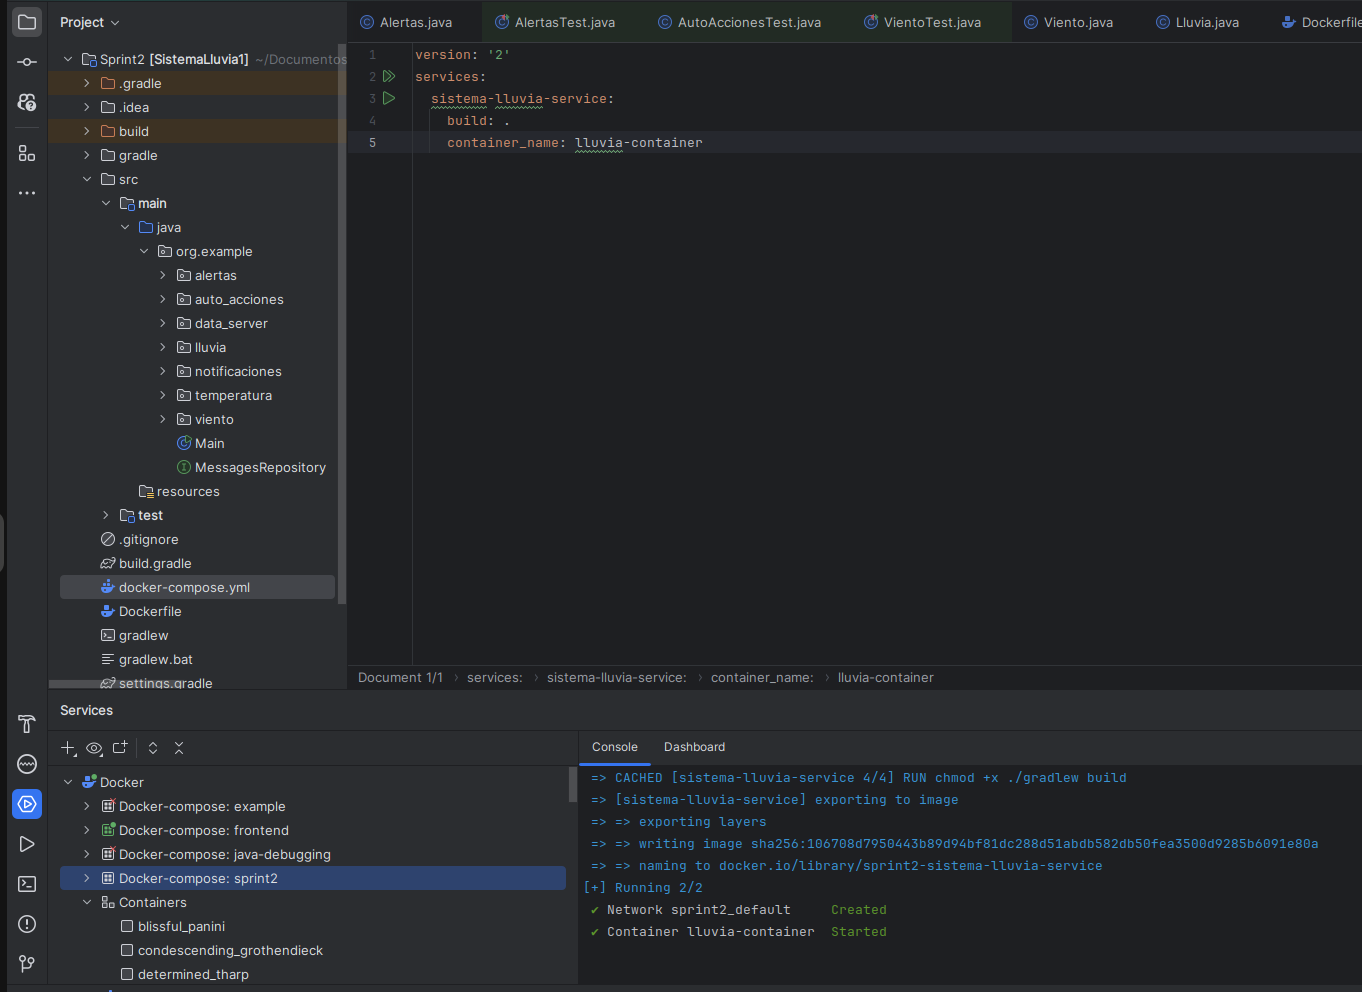 Project
Alertas.java
AlertasTest.java
AutoAccionesTest.java
VientoTest.java
Viento.java
Lluvia.java
Dockerfile
Sprint2 [SistemaLluvia1] ~/Documentos
.gradle
.idea
build
gradle
src
main
java
org.example
alertas
auto_acciones
data_server
lluvia
notificaciones
temperatura
viento
Main
MessagesRepository
resources
test
.gitignore
build.gradle
docker-compose.yml
Dockerfile
gradlew
gradlew.bat
settings.gradle
1 version: '2'
2 services:
3 sistema-lluvia-service:
4 build: .
5 container_name: lluvia-container
Document 1/1 › services: › sistema-lluvia-service: › container_name: › lluvia-container
Services
Docker
Docker-compose: example
Docker-compose: frontend
Docker-compose: java-debugging
Docker-compose: sprint2
Containers
blissful_panini
condescending_grothendieck
determined_tharp
Console
Dashboard
=> CACHED [sistema-lluvia-service 4/4] RUN chmod +x ./gradlew build
=> [sistema-lluvia-service] exporting to image
=> => exporting layers
=> => writing image sha256:106708d7950443b89d94bf81dc288d51abdb582db50fea3500d9285b6091e80a
=> => naming to docker.io/library/sprint2-sistema-lluvia-service
[+] Running 2/2
✔ Network sprint2_default Created
✔ Container lluvia-container Started